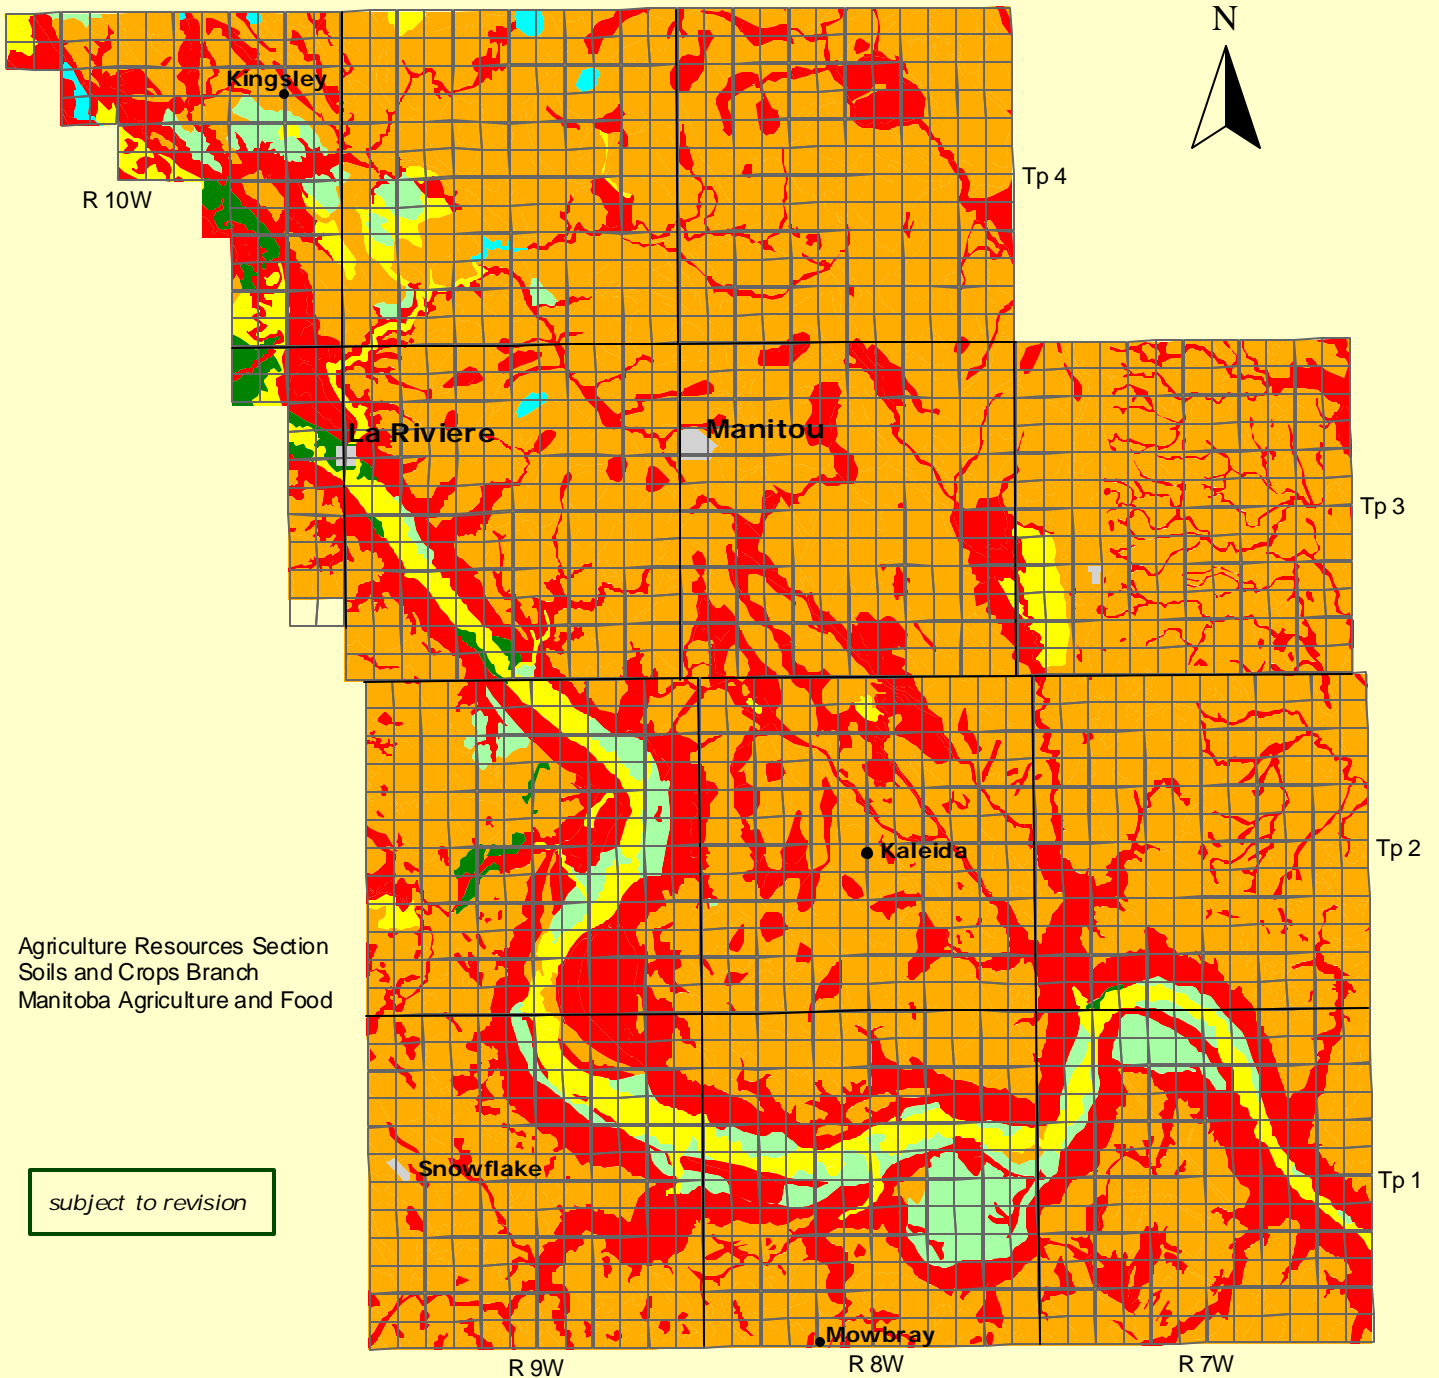 N
Kingsley
Tp 4
R 10W
La Riviere
Manitou
Tp 3
Kaleida
Tp 2
Agriculture Resources Section
Soils and Crops Branch
Manitoba Agriculture and Food
Snowflake
Tp 1
subject to revision
Mowbray
R 9W
R 8W
R 7W